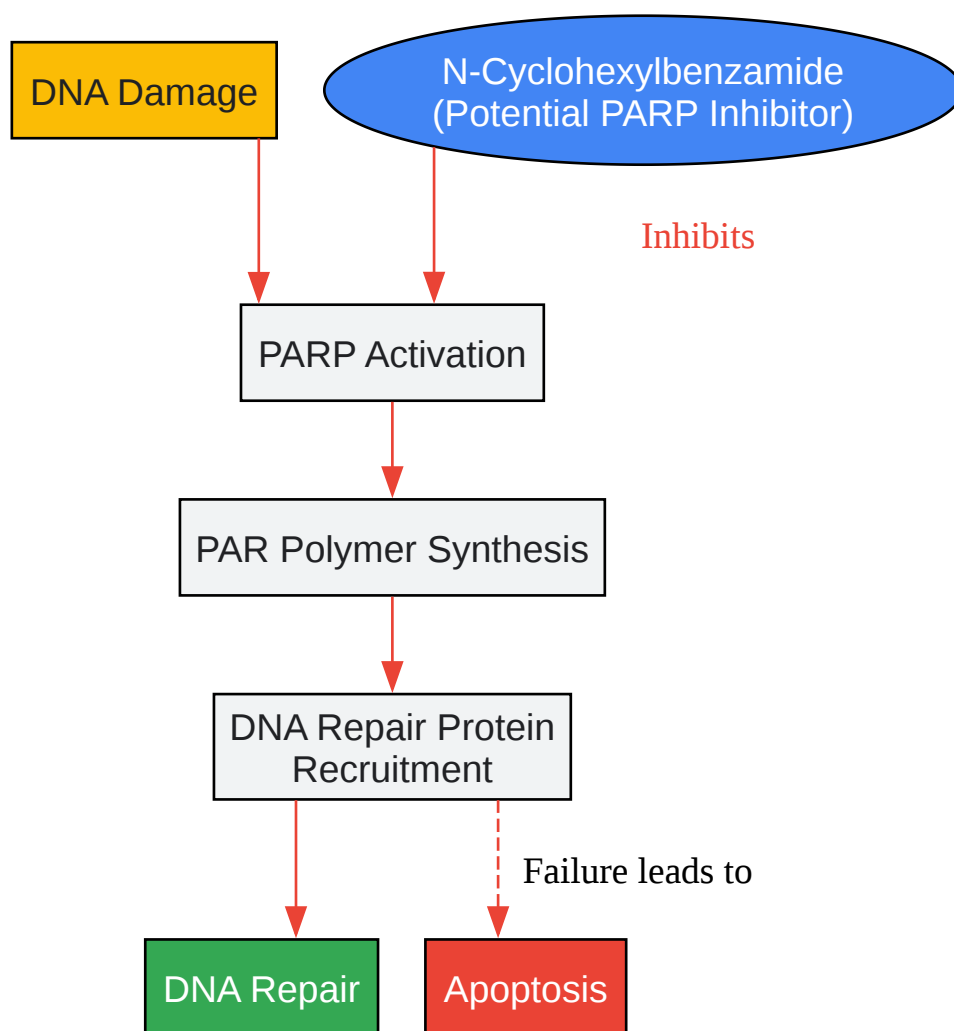 DNA Damage
N-Cyclohexylbenzamide
(Potential PARP Inhibitor)
Inhibits
PARP Activation
PAR Polymer Synthesis
DNA Repair Protein
Recruitment
Failure leads to
DNA Repair
Apoptosis